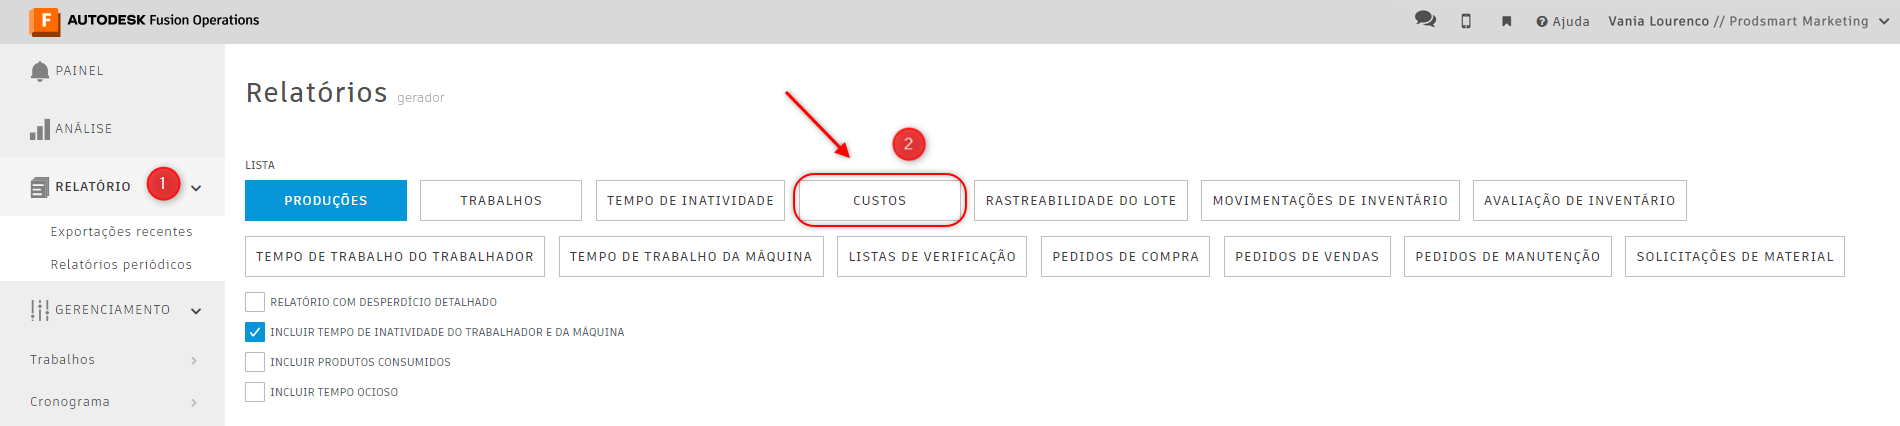 F AUTODESK Fusion Operations
Ajuda Vania Lourenco // Prodsmart Marketing
PAINEL
ANÁLISE
RELATÓRIO 1
Exportações recentes
Relatórios periódicos
GERENCIAMENTO
Trabalhos
Cronograma
Relatórios gerador
2
LISTA
PRODUÇÕES TRABALHOS TEMPO DE INATIVIDADE CUSTOS RASTREABILIDADE DO LOTE MOVIMENTAÇÕES DE INVENTÁRIO AVALIAÇÃO DE INVENTÁRIO
TEMPO DE TRABALHO DO TRABALHADOR TEMPO DE TRABALHO DA MÁQUINA LISTAS DE VERIFICAÇÃO PEDIDOS DE COMPRA PEDIDOS DE VENDAS PEDIDOS DE MANUTENÇÃO SOLICITAÇÕES DE MATERIAL
RELATÓRIO COM DESPERDÍCIO DETALHADO
INCLUIR TEMPO DE INATIVIDADE DO TRABALHADOR E DA MÁQUINA
INCLUIR PRODUTOS CONSUMIDOS
INCLUIR TEMPO OCIOSO